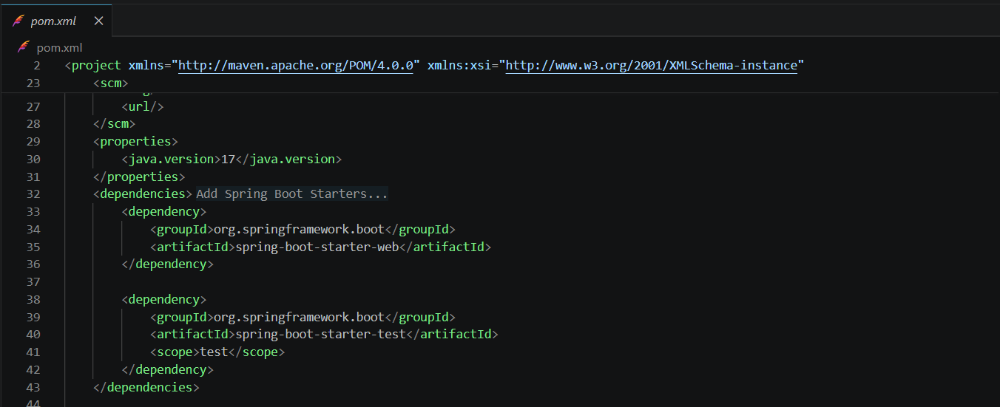 pom.xml
pom.xml
2 <project xmlns="http://maven.apache.org/POM/4.0.0" xmlns:xsi="http://www.w3.org/2001/XMLSchema-instance"
23 <scm>
27 <url/>
28 </scm>
29 <properties>
30 <java.version>17</java.version>
31 </properties>
32 <dependencies> Add Spring Boot Starters...
33 <dependency>
34 <groupId>org.springframework.boot</groupId>
35 <artifactId>spring-boot-starter-web</artifactId>
36 </dependency>
37
38 <dependency>
39 <groupId>org.springframework.boot</groupId>
40 <artifactId>spring-boot-starter-test</artifactId>
41 <scope>test</scope>
42 </dependency>
43 </dependencies>
44